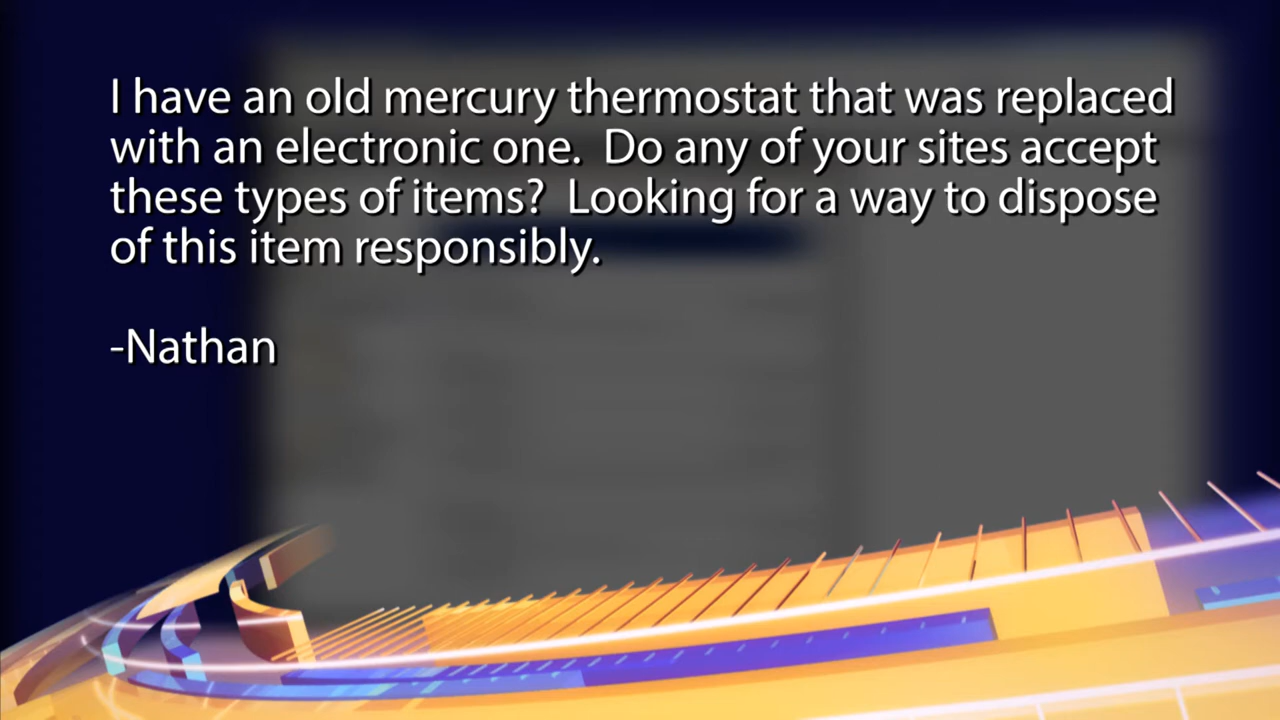 I have an old mercury thermostat that was replaced
with an electronic one.  Do any of your sites accept
these types of items?  Looking for a way to dispose
of this item responsibly.
-Nathan